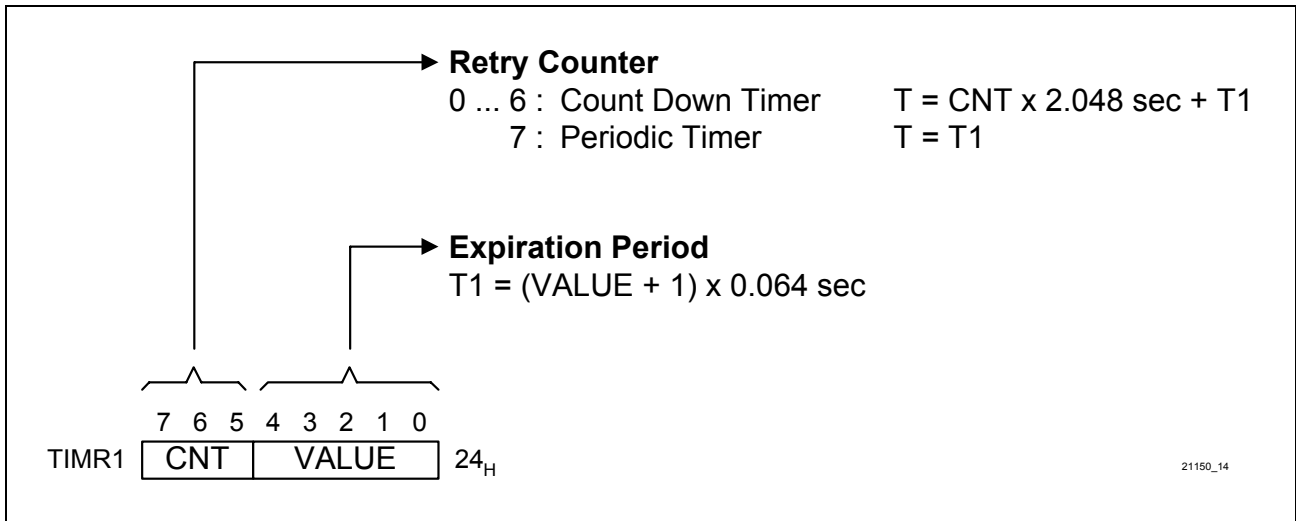 Retry Counter
0 ... 6 : Count Down Timer T = CNT x 2.048 sec + T1
7 : Periodic Timer T = T1
Expiration Period
T1 = (VALUE + 1) x 0.064 sec
7 6 5 4 3 2 1 0
TIMR1 CNT VALUE 24H
21150_14